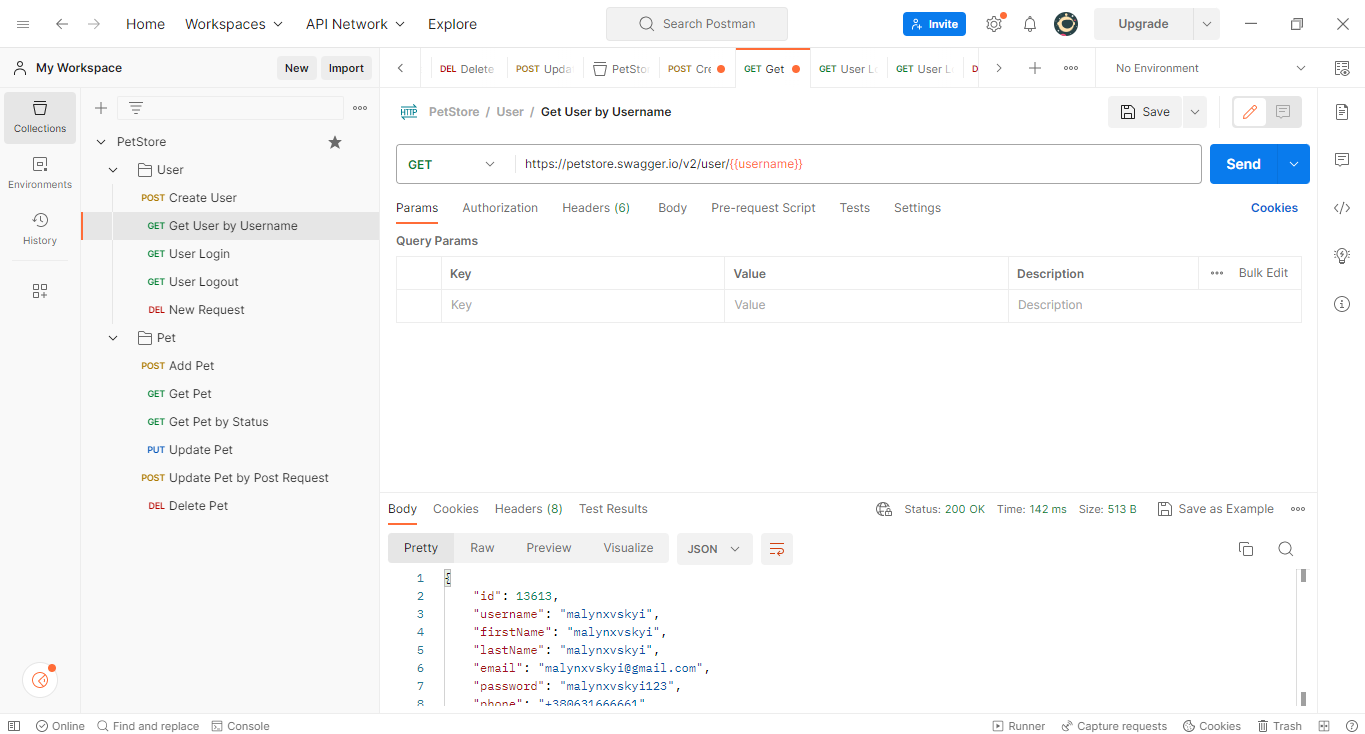 Home Workspaces API Network Explore Search Postman Invite Upgrade
My Workspace New Import DEL Delete POST Upda PetSto POST Cre GET Get GET User L GET User L D No Environment
Collections
Environments
History
PetStore
User
POST Create User
GET Get User by Username
GET User Login
GET User Logout
DEL New Request
Pet
POST Add Pet
GET Get Pet
GET Get Pet by Status
PUT Update Pet
POST Update Pet by Post Request
DEL Delete Pet
HTTP PetStore / User / Get User by Username Save
GET https://petstore.swagger.io/v2/user/{{username}} Send
Params Authorization Headers (6) Body Pre-request Script Tests Settings Cookies
Query Params
Key Value Description Bulk Edit
Key Value Description
Body Cookies Headers (8) Test Results Status: 200 OK Time: 142 ms Size: 513 B Save as Example
Pretty Raw Preview Visualize JSON
1 {
2 "id": 13613,
3 "username": "malynxvskyi",
4 "firstName": "malynxvskyi",
5 "lastName": "malynxvskyi",
6 "email": "malynxvskyi@gmail.com",
7 "password": "malynxvskyi123",
8 "phone": "+380631666661"
Online Find and replace Console Runner Capture requests Cookies Trash